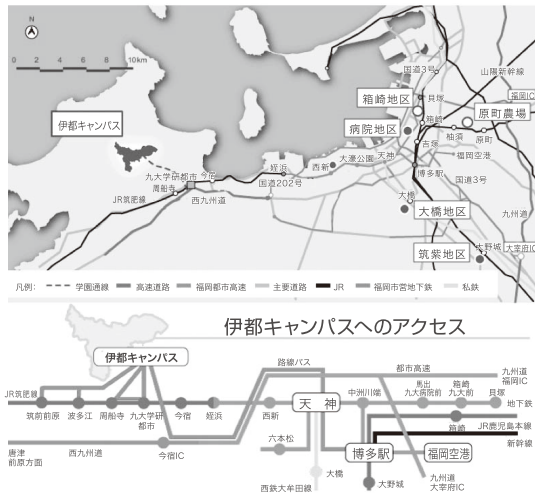 N
0 2 4 6 8 10km
国道3号
山陽新幹線
箱崎地区
貝塚
福岡IC
伊都キャンパス
病院地区
箱崎
原町農場
柚須
原町
吉塚
九大学研都市
今宿
姪浜
西新
大濠公園
天神
福岡空港
周船寺
国道202号
博多駅
国道3号
JR筑肥線
西九州道
大橋
大橋地区
九州道
筑紫地区
大野城
太宰府IC
凡例: 学園通線 高速道路 福岡都市高速 主要道路 JR 福岡市営地下鉄 私鉄
伊都キャンパスへのアクセス
伊都キャンパス
路線バス
都市高速
九州道
福岡IC
JR筑肥線
中洲川端
馬出
九大病院前
箱崎
九大前
貝塚
地下鉄
筑前前原
波多江
周船寺
九大学研
都市
今宿
姪浜
西新
天神
箱崎
JR鹿児島本線
新幹線
唐津
前原方面
西九州道
今宿IC
六本松
博多駅
福岡空港
大橋
西鉄大牟田線
大野城
九州道
大宰府IC